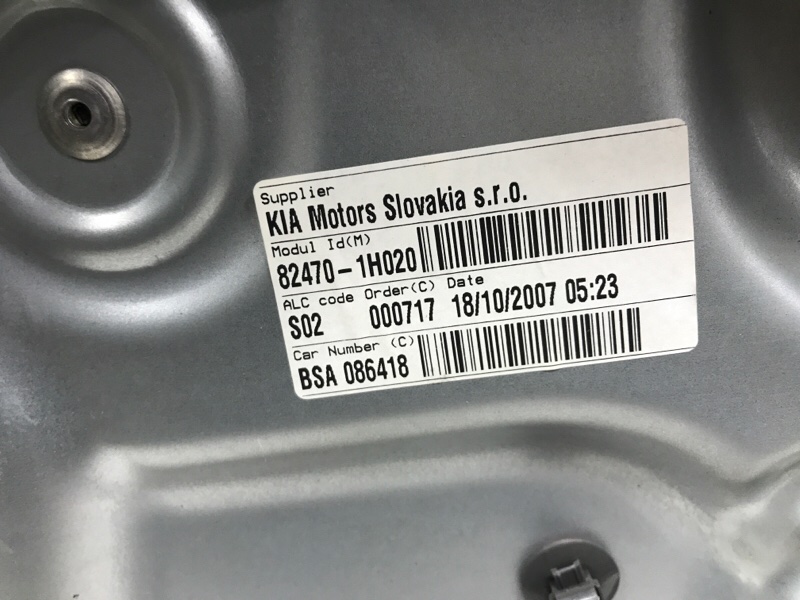 Supplier
KIA Motors Slovakia s.r.o.
Modul Id(M)
82470-1H020
ALC code Order(C) Date
S02 000717 18/10/2007 05:23
Car Number (C)
BSA 086418